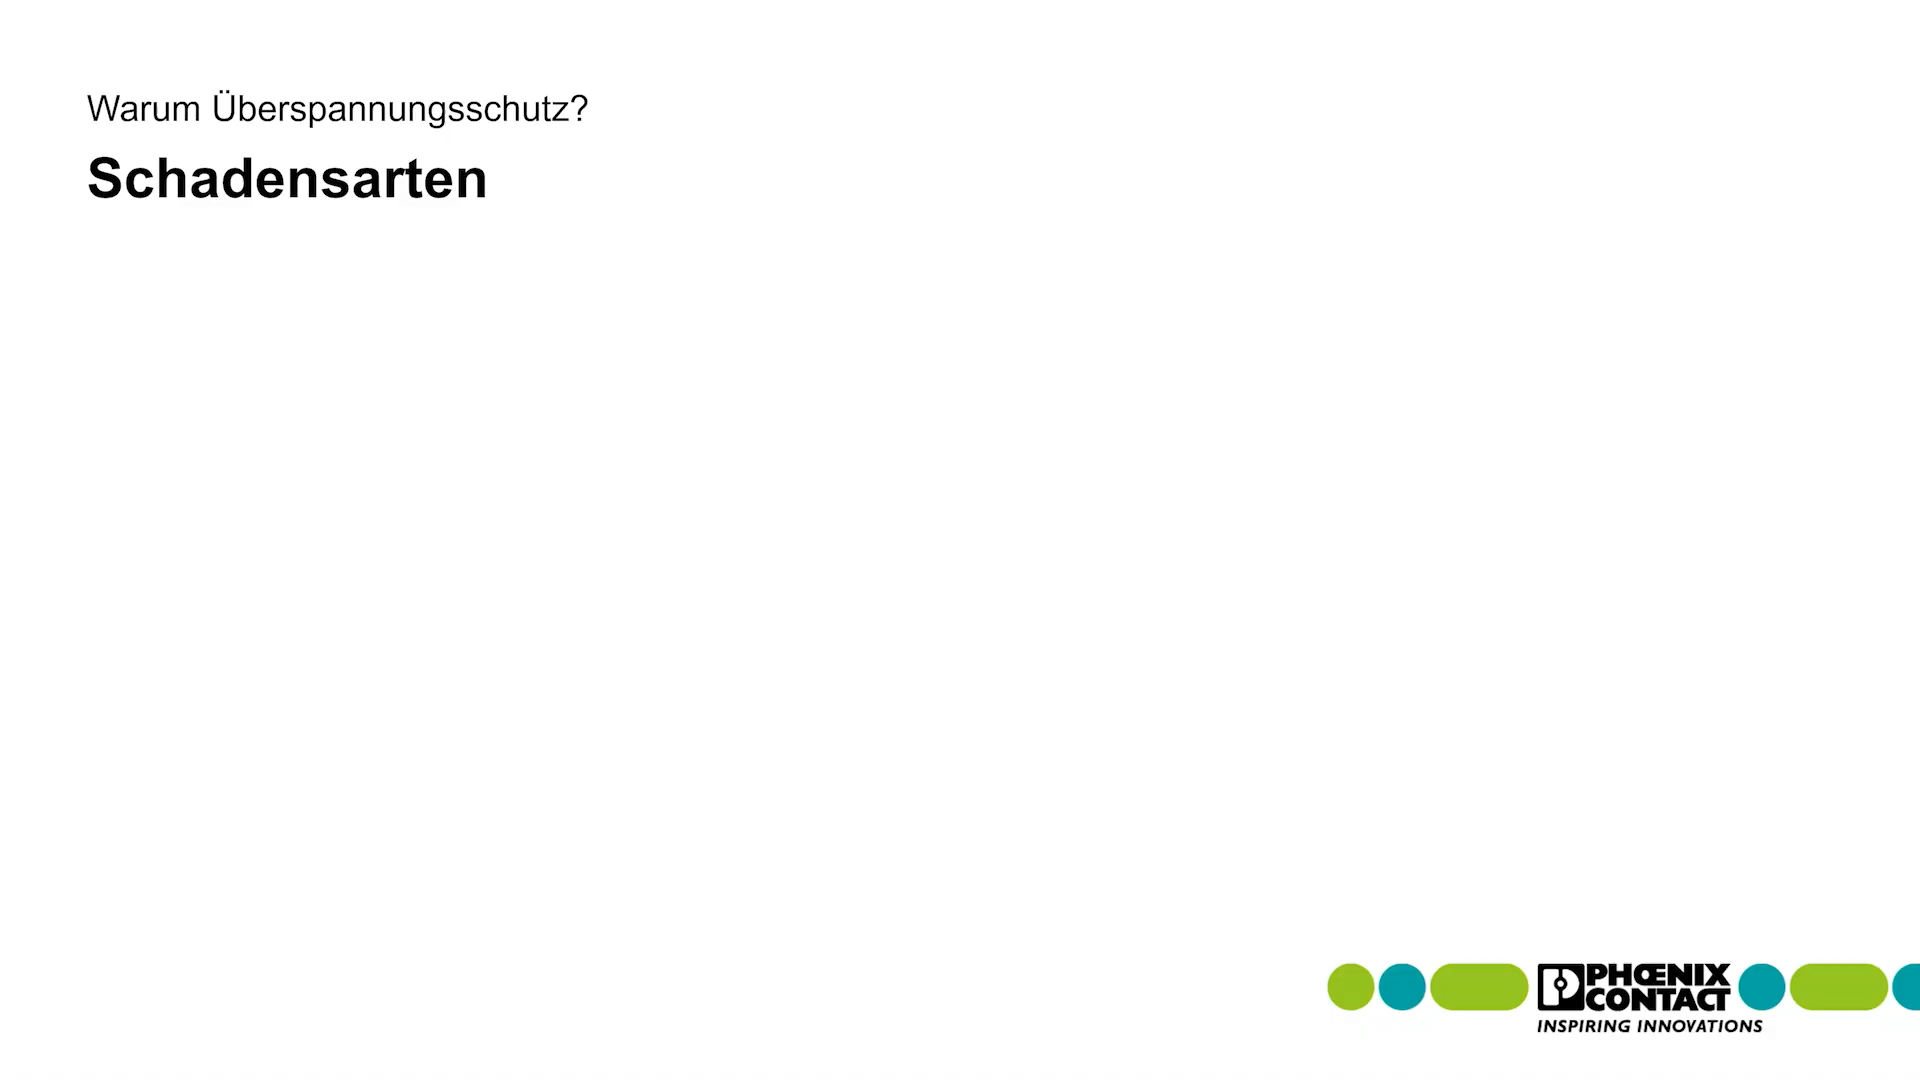 Warum Überspannungsschutz?
Schadensarten
PHŒNIX
CONTACT
INSPIRING INNOVATIONS